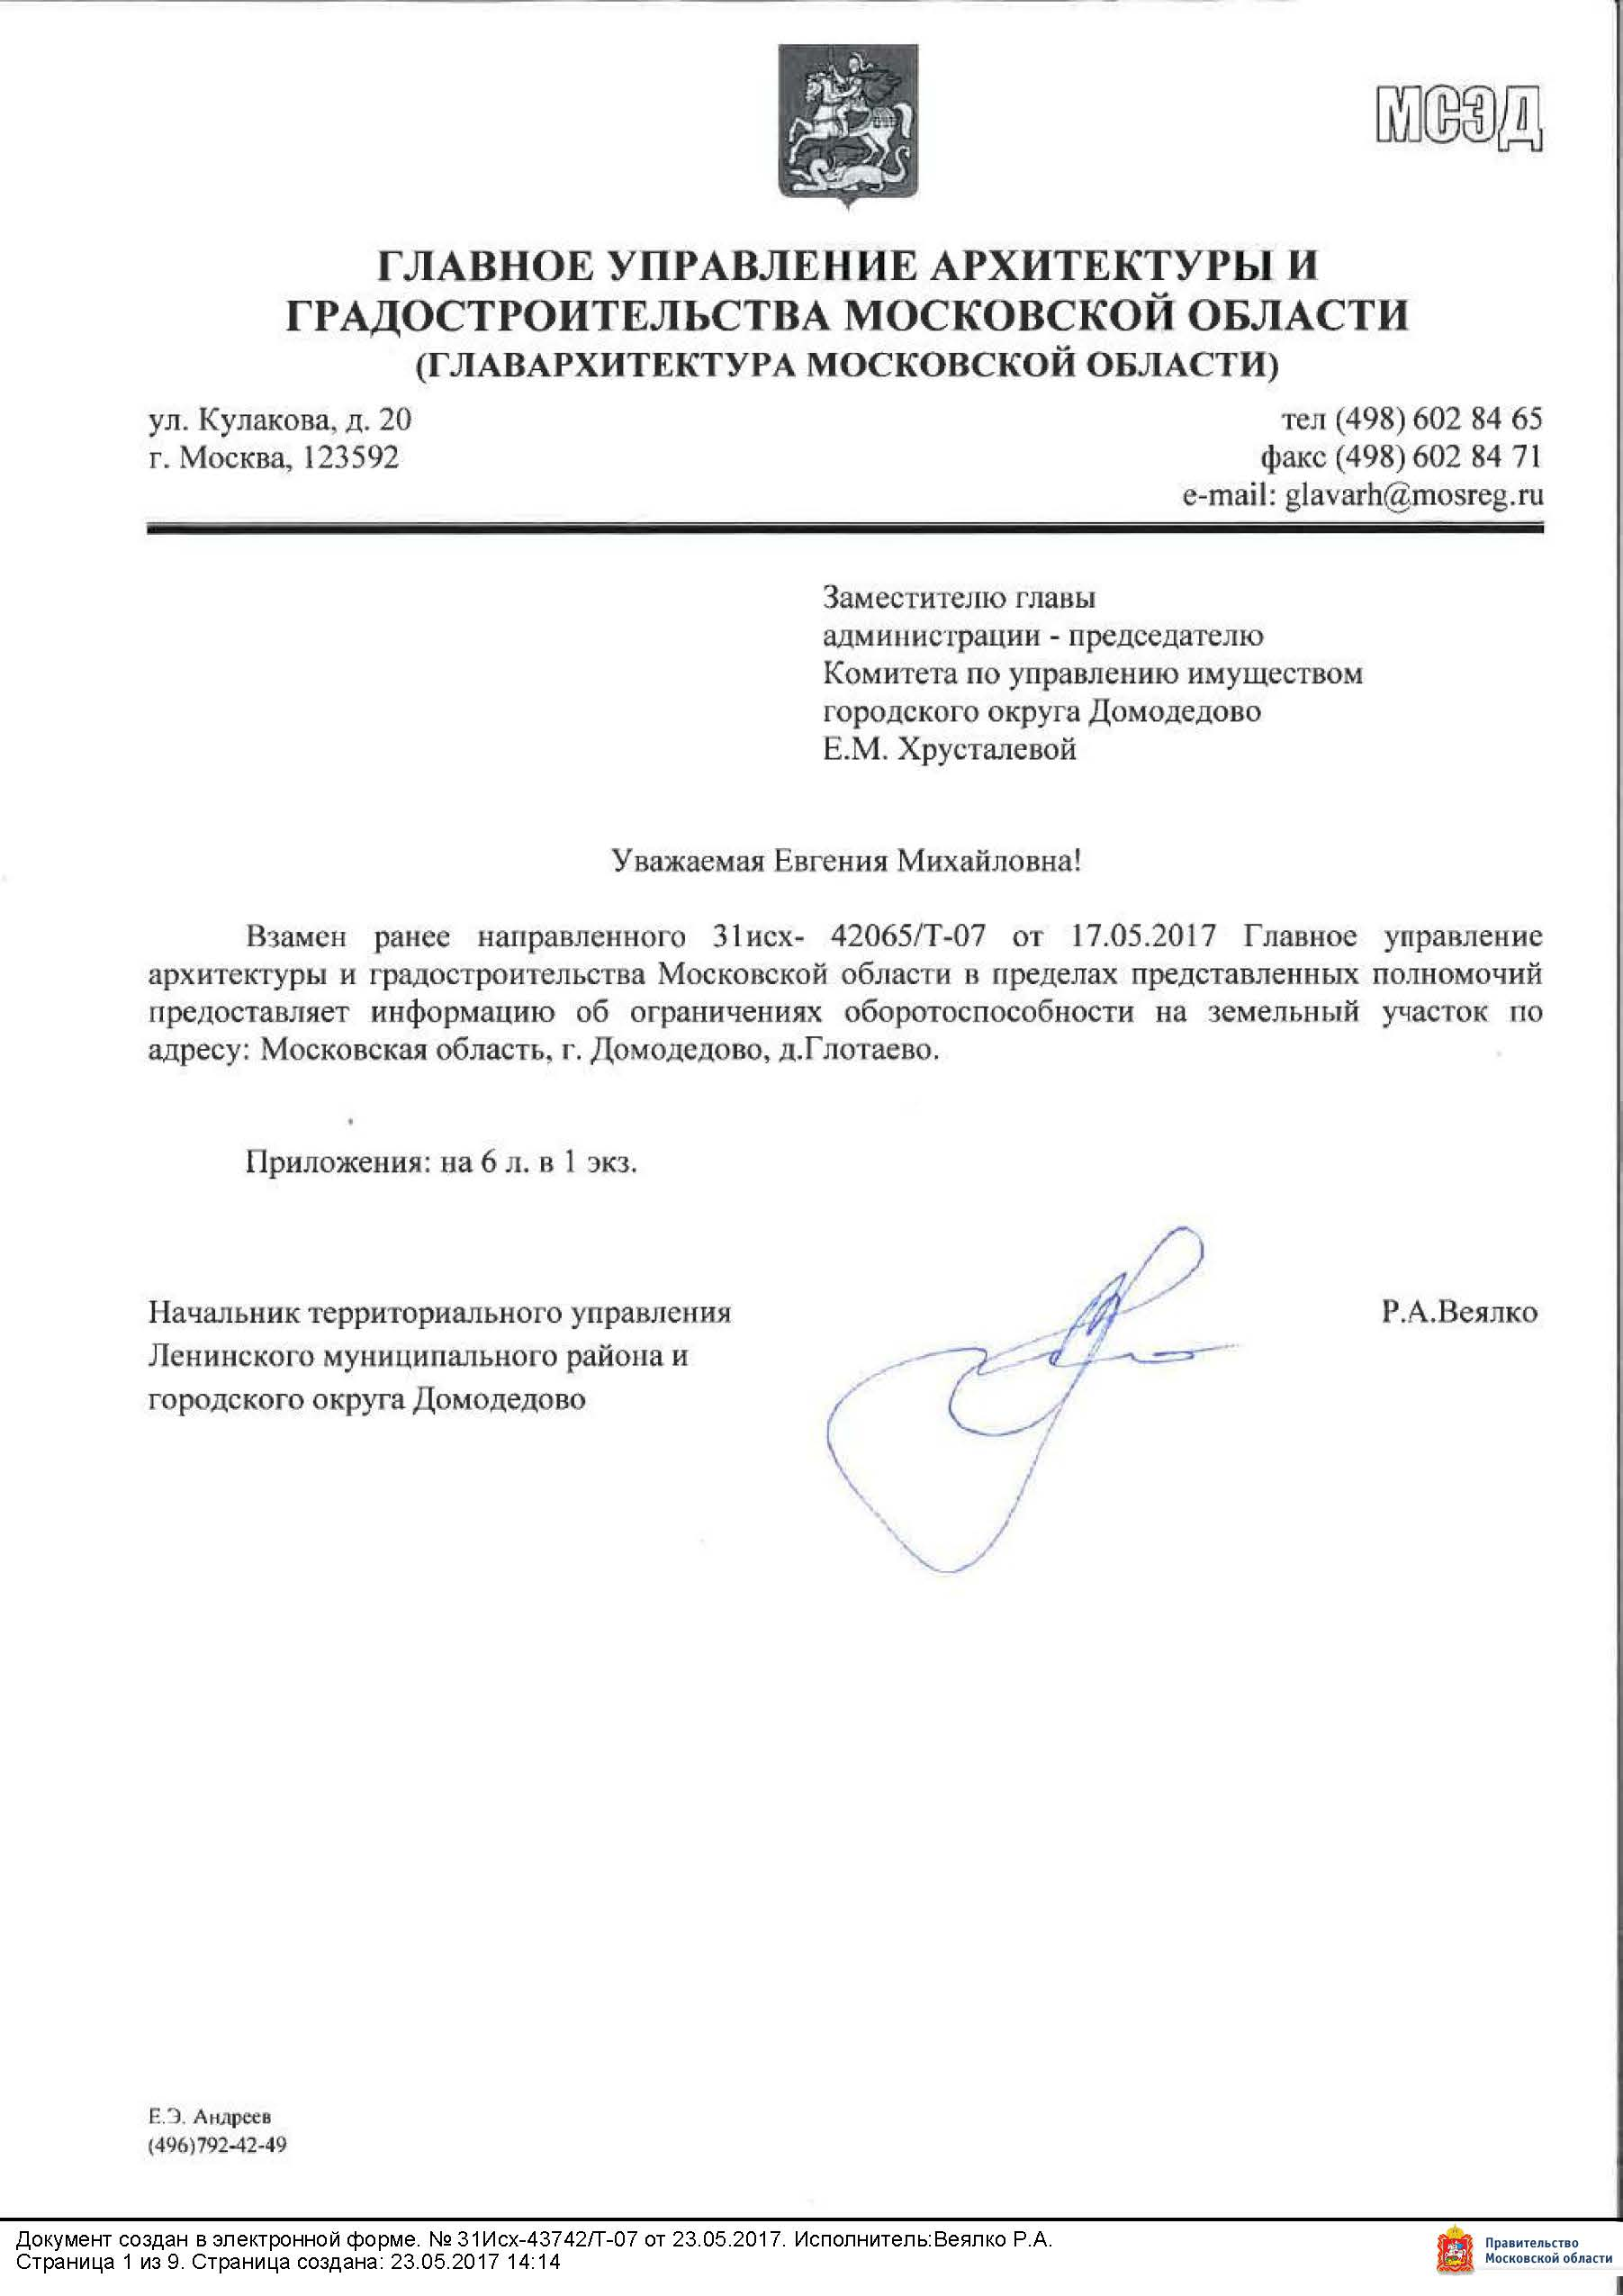 МСЭД
ГЛАВНОЕ УПРАВЛЕНИЕ АРХИТЕКТУРЫ И
ГРАДОСТРОИТЕЛЬСТВА МОСКОВСКОЙ ОБЛАСТИ
(ГЛАВАРХИТЕКТУРА МОСКОВСКОЙ ОБЛАСТИ)
ул. Кулакова, д. 20
г. Москва, 123592
тел (498) 602 84 65
факс (498) 602 84 71
e-mail: glavarh@mosreg.ru
Заместителю главы
администрации - председателю
Комитета по управлению имуществом
городского округа Домодедово
Е.М. Хрусталевой
Уважаемая Евгения Михайловна!
Взамен ранее направленного 31исх- 42065/Т-07 от 17.05.2017 Главное управление
архитектуры и градостроительства Московской области в пределах представленных полномочий
предоставляет информацию об ограничениях оборотоспособности на земельный участок по
адресу: Московская область, г. Домодедово, д.Глотаево.
Приложения: на 6 л. в 1 экз.
Начальник территориального управления
Ленинского муниципального района и
городского округа Домодедово
Р.А.Веялко
Е.Э. Андреев
(496)792-42-49
Документ создан в электронной форме. № 31Исх-43742/Т-07 от 23.05.2017. Исполнитель:Веялко Р.А.
Страница 1 из 9. Страница создана: 23.05.2017 14:14
Правительство
Московской области